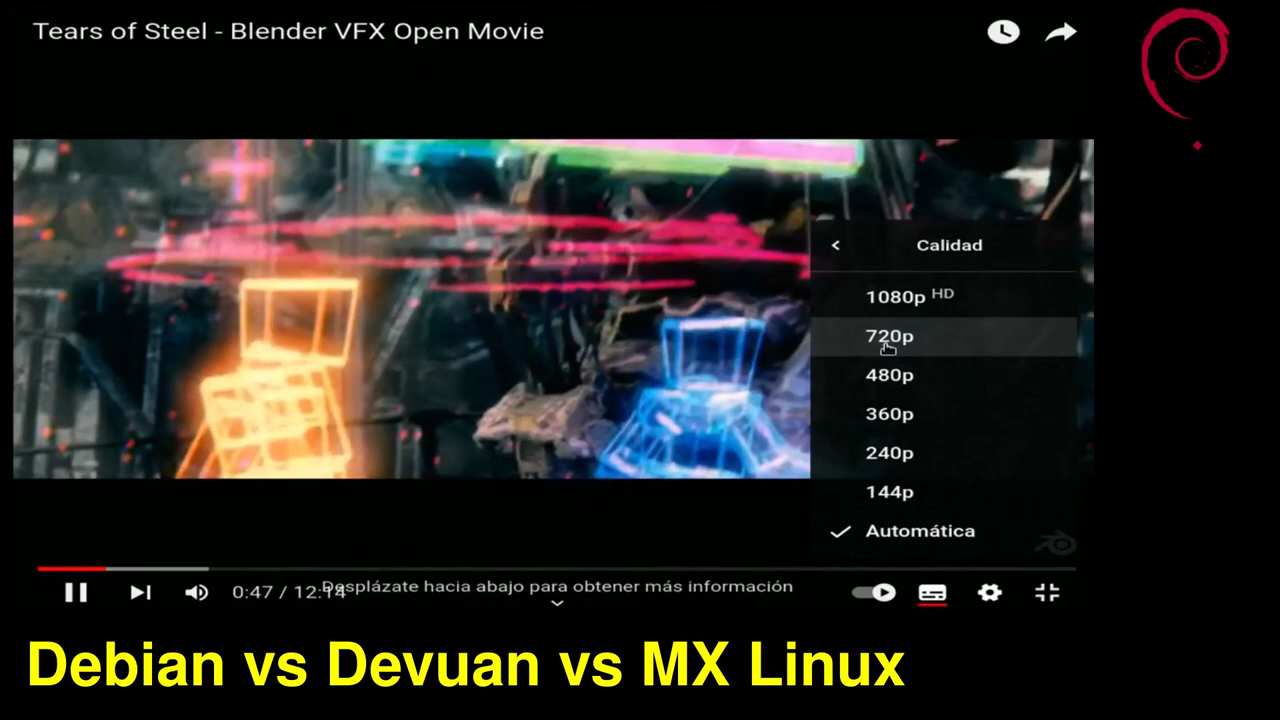 Tears of Steel - Blender VFX Open Movie
Calidad
1080p HD
720p
480p
360p
240p
144p
Automática
0:47 / 12:14
Desplázate hacia abajo para obtener más información
Debian vs Devuan vs MX Linux